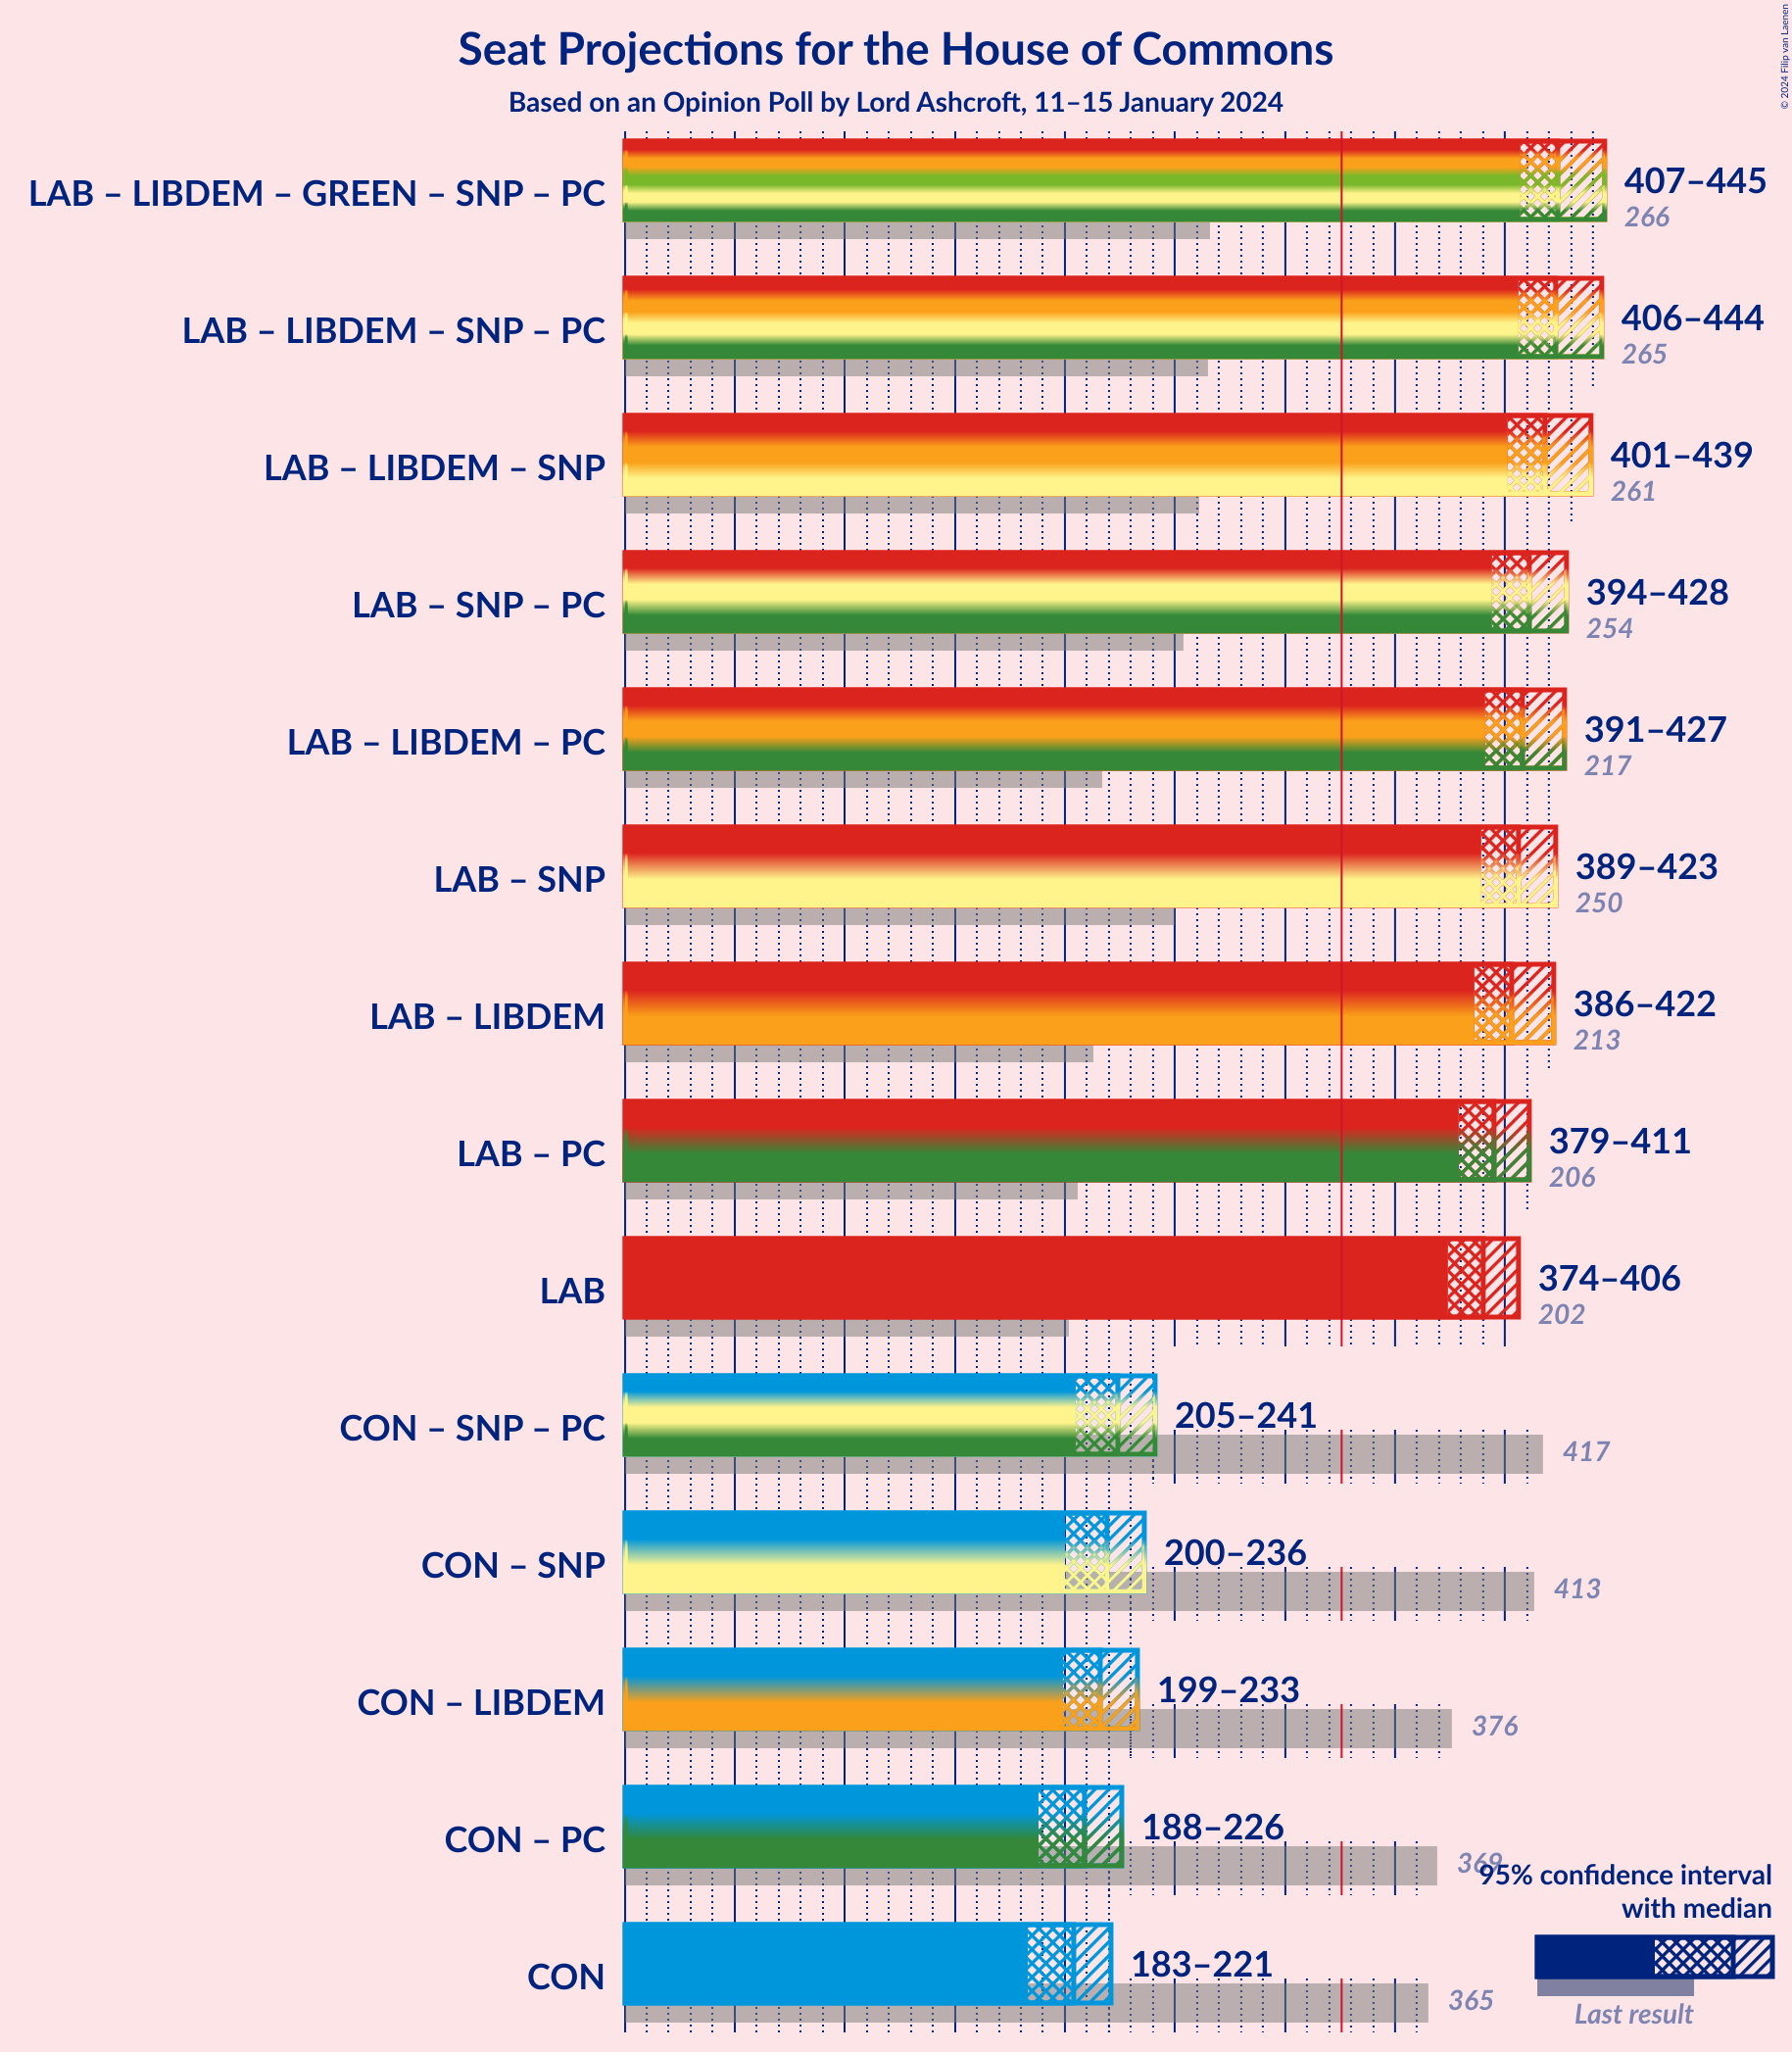 Seat Projections for the House of Commons
Based on an Opinion Poll by Lord Ashcroft, 11–15 January 2024
© 2024 Filip van Laenen
LAB – LIBDEM – GREEN – SNP – PC
407–445
266
LAB – LIBDEM – SNP – PC
406–444
265
LAB – LIBDEM – SNP
401–439
261
LAB – SNP – PC
394–428
254
LAB – LIBDEM – PC
391–427
217
LAB – SNP
389–423
250
LAB – LIBDEM
386–422
213
LAB – PC
379–411
206
LAB
374–406
202
CON – SNP – PC
205–241
417
CON – SNP
200–236
413
CON – LIBDEM
199–233
376
CON – PC
188–226
369
CON
183–221
365
95% confidence interval
with median
Last result